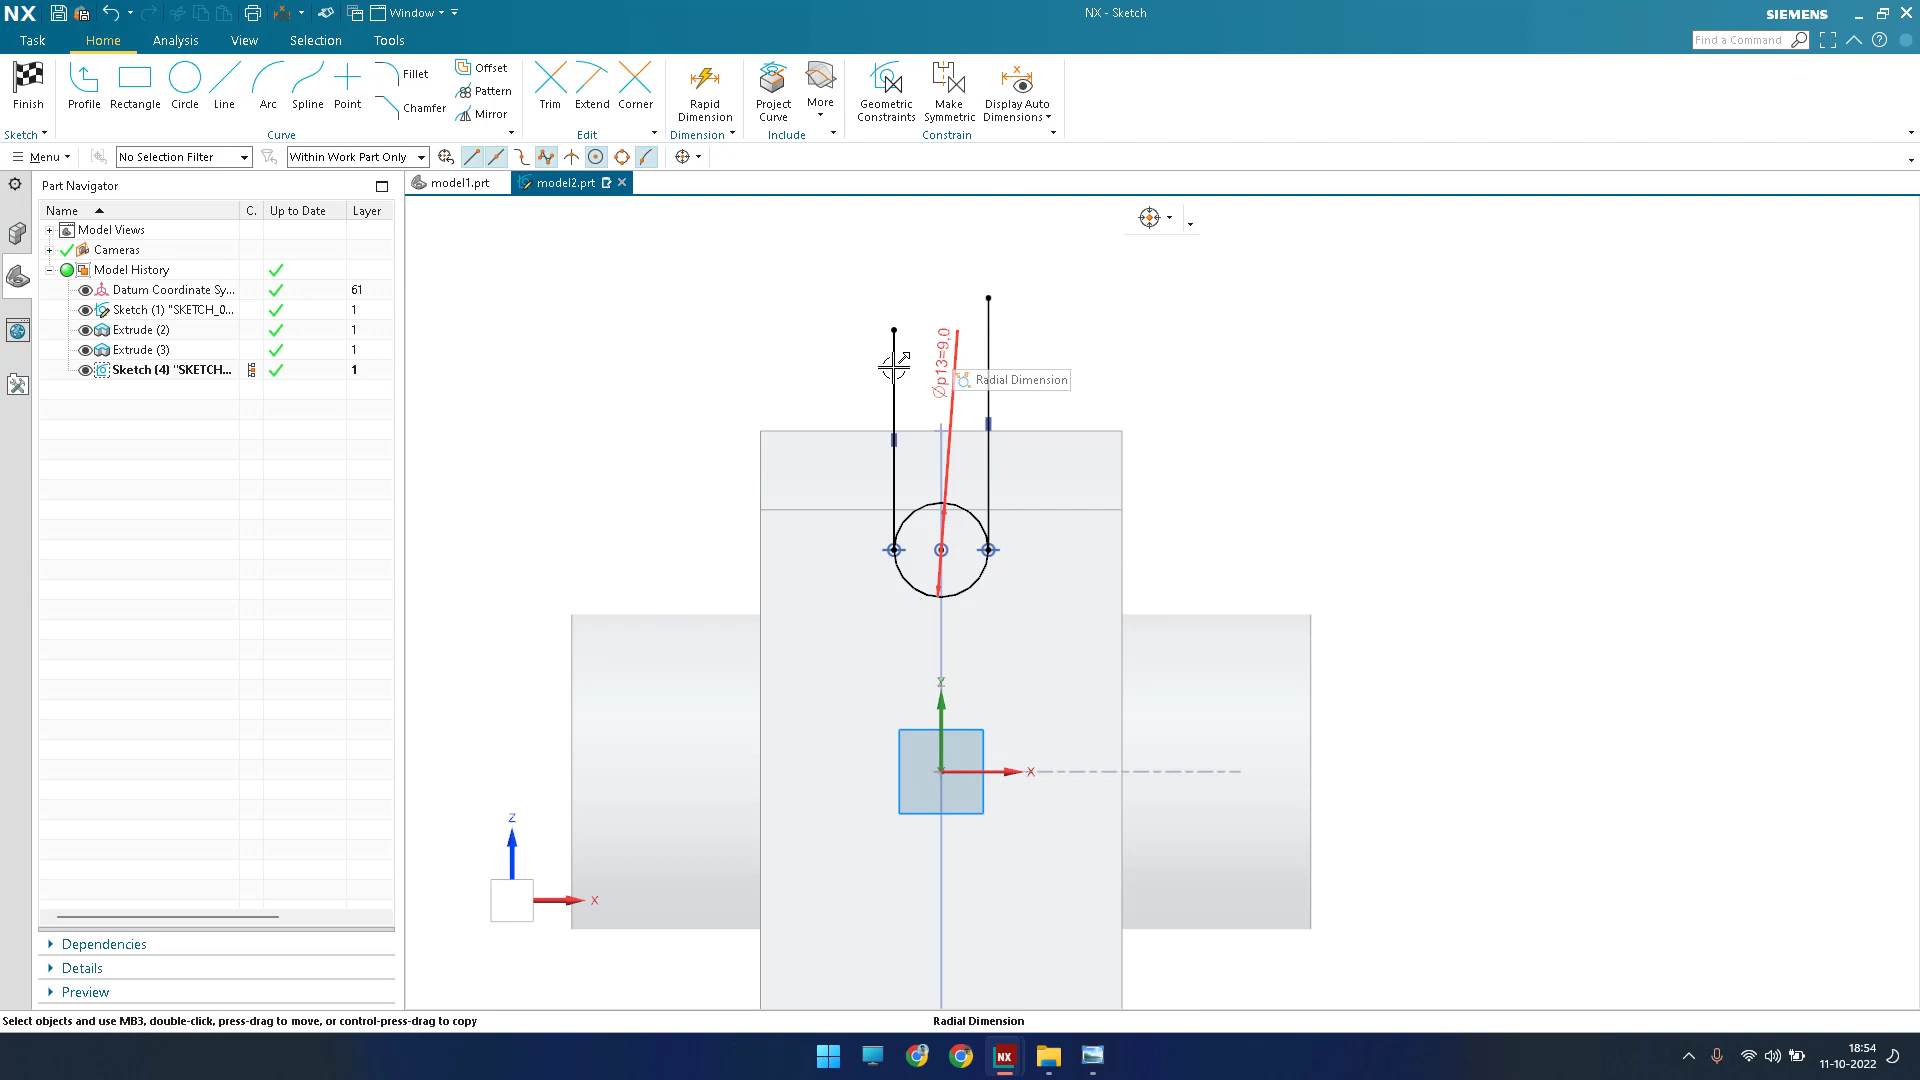 NX
Window
NX - Sketch
SIEMENS
Task
Home
Analysis
View
Selection
Tools
Find a Command
Finish
Profile
Rectangle
Circle
Line
Arc
Spline
Point
Fillet
Chamfer
Offset
Pattern
Mirror
Trim
Extend
Corner
Rapid Dimension
Project Curve
More
Geometric Constraints
Make Symmetric
Display Auto Dimensions
Sketch
Curve
Edit
Dimension
Include
Constrain
Menu
No Selection Filter
Within Work Part Only
Part Navigator
model1.prt
model2.prt
Name
C.
Up to Date
Layer
Model Views
Cameras
Model History
Datum Coordinate Sy...
61
Sketch (1) "SKETCH_0...
1
Extrude (2)
1
Extrude (3)
1
Sketch (4) "SKETCH...
1
Øp13=9,0
Radial Dimension
Y
X
Z
X
Dependencies
Details
Preview
Select objects and use MB3, double-click, press-drag to move, or control-press-drag to copy
Radial Dimension
NX
18:54
11-10-2022